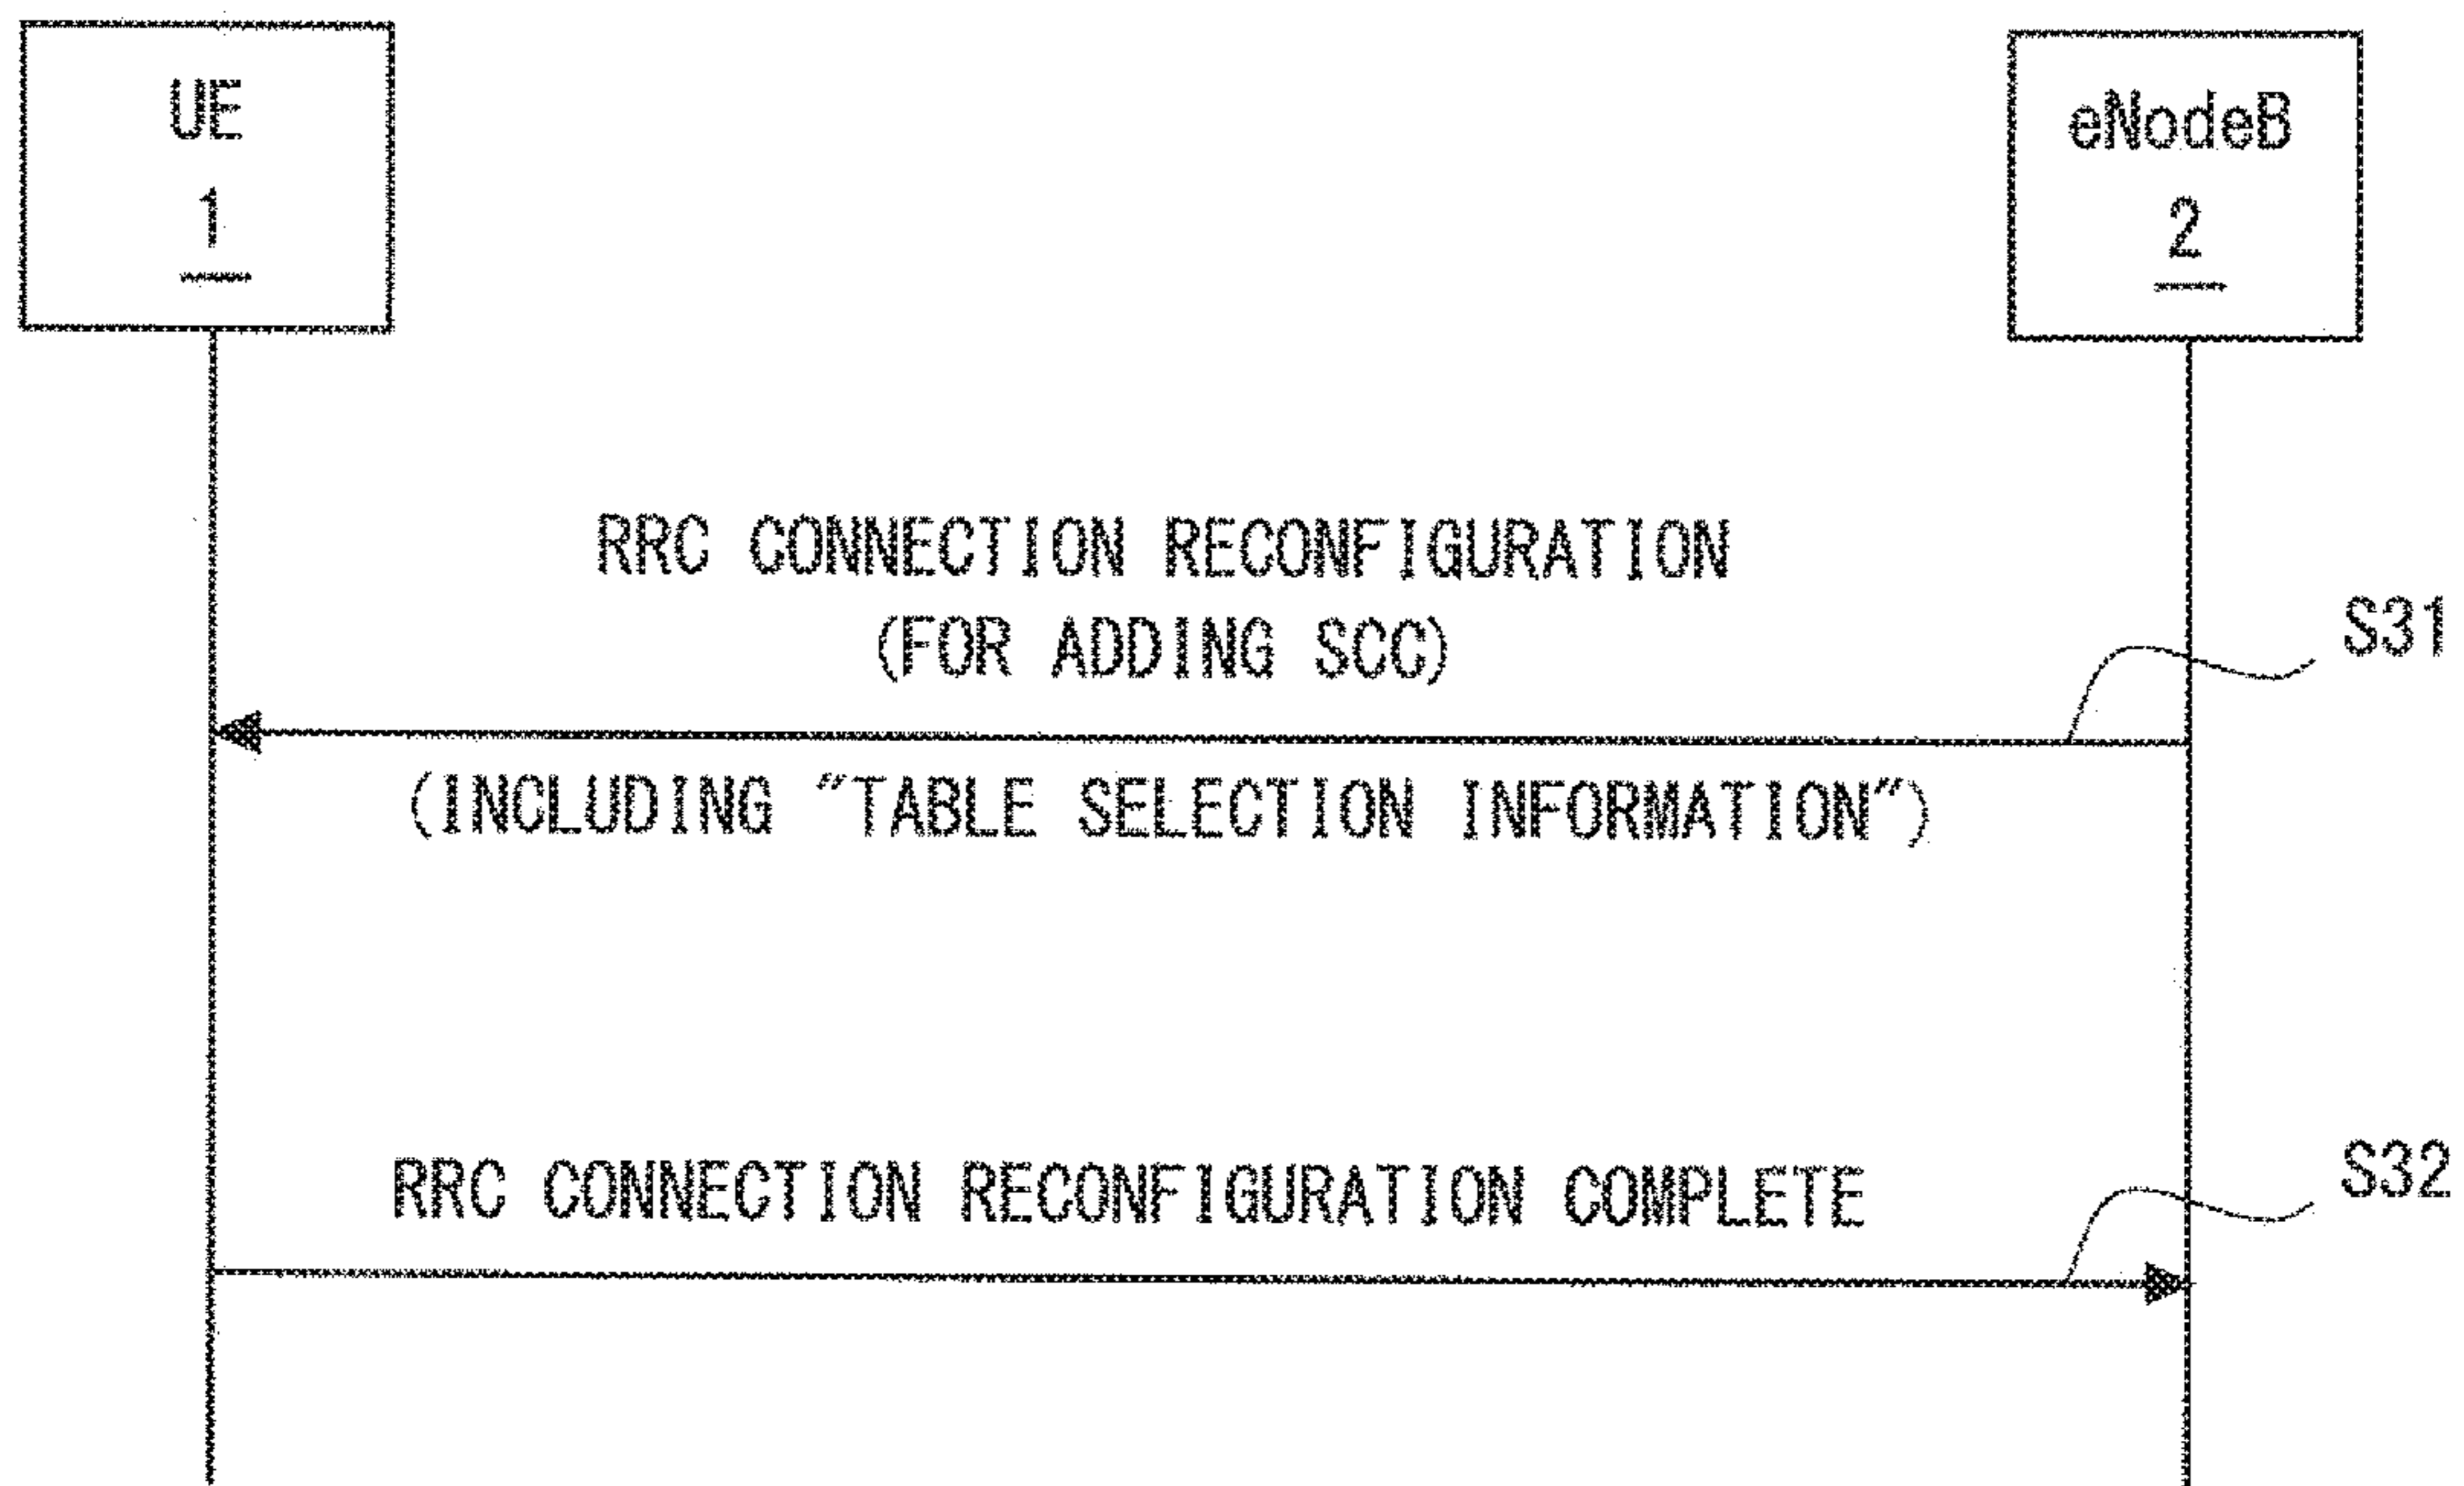 UE
1
eNodeB
2
RRC CONNECTION RECONFIGURATION
(FOR ADDING SCC)
S31
(INCLUDING "TABLE SELECTION INFORMATION")
RRC CONNECTION RECONFIGURATION COMPLETE
S32